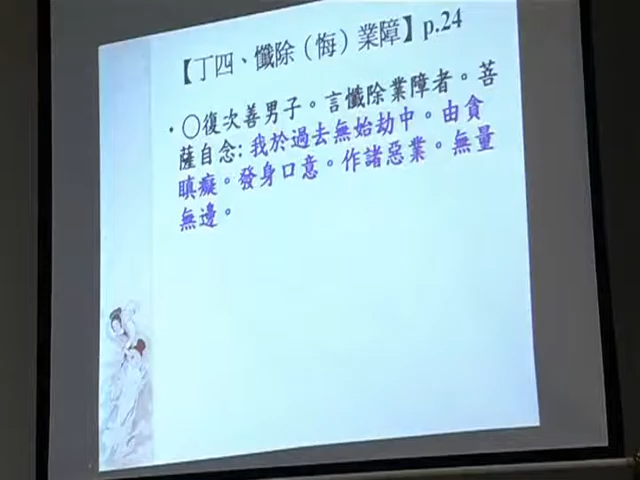 【丁四、懺除（悔）業障】p.24
• ○復次善男子。言懺除業障者。菩
薩自念：我於過去無始劫中。由貪
瞋癡。發身口意。作諸惡業。無量
無邊。